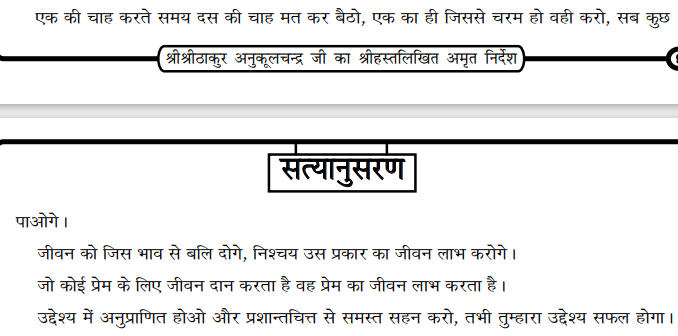 एक की चाह करते समय दस की चाह मत कर बैठो, एक का ही जिससे चरम हो वही करो, सब कुछ
श्रीश्रीठाकुर अनुकूलचन्द्र जी का श्रीहस्तलिखित अमृत निर्देश
सत्यानुसरण
पाओगे।
जीवन को जिस भाव से बलि दोगे, निश्चय उस प्रकार का जीवन लाभ करोगे।
जो कोई प्रेम के लिए जीवन दान करता है वह प्रेम का जीवन लाभ करता है।
उद्देश्य में अनुप्राणित होओ और प्रशान्तचित्त से समस्त सहन करो, तभी तुम्हारा उद्देश्य सफल होगा।